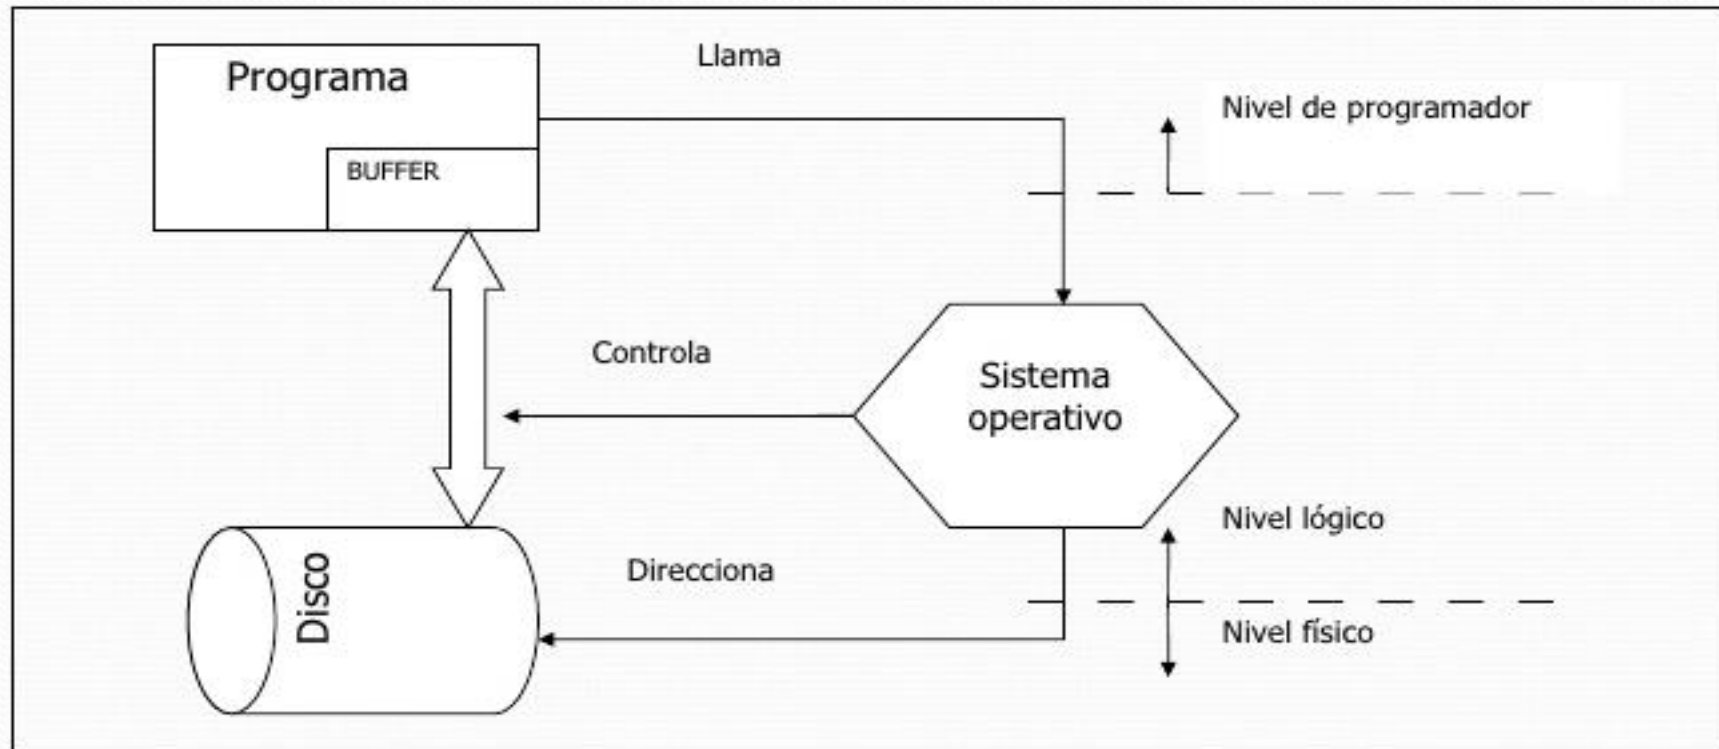 Programa
BUFFER
Llama
Nivel de programador
Controla
Sistema
operativo
Nivel lógico
Direcciona
Nivel físico
Disco